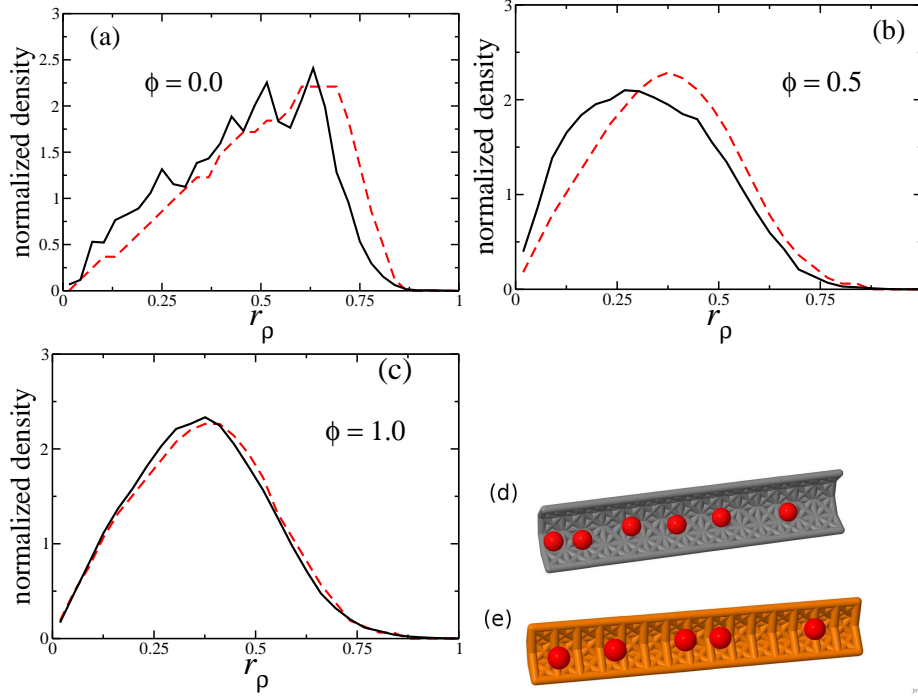 (a)
ϕ = 0.0
normalized density
3
2.5
2
1.5
1
0.5
0
0
0.25
0.5
0.75
1
r_ρ
(b)
ϕ = 0.5
normalized density
3
2
1
0
0
0.25
0.5
0.75
r_ρ
(c)
ϕ = 1.0
normalized density
3
2
1
0
0
0.25
0.5
0.75
1
r_ρ
(d)
(e)